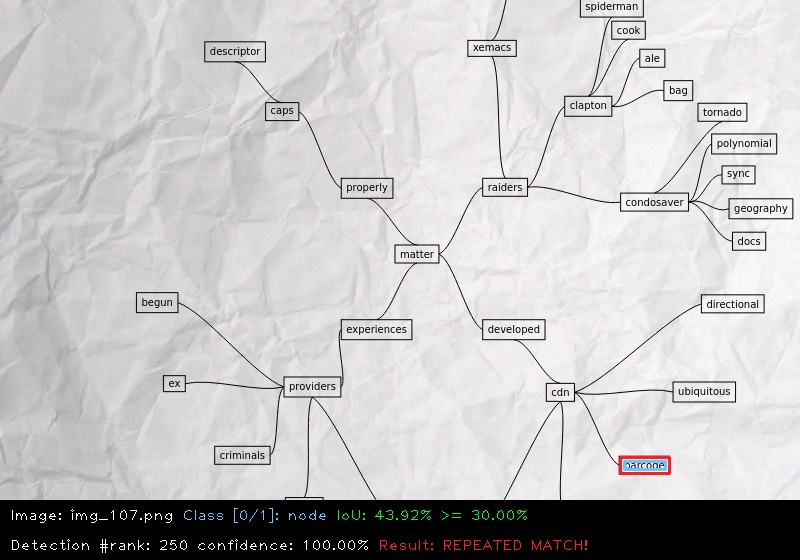 spiderman
cook
xemacs
descriptor
ale
bag
clapton
caps
tornado
polynomial
sync
properly
raiders
condosaver
geography
docs
matter
begun
directional
experiences
developed
ex
providers
cdn
ubiquitous
criminals
barcode
Image: img_107.png Class [0/1]: node IoU: 43.92% >= 30.00%
Detection #rank: 250 confidence: 100.00% Result: REPEATED MATCH!